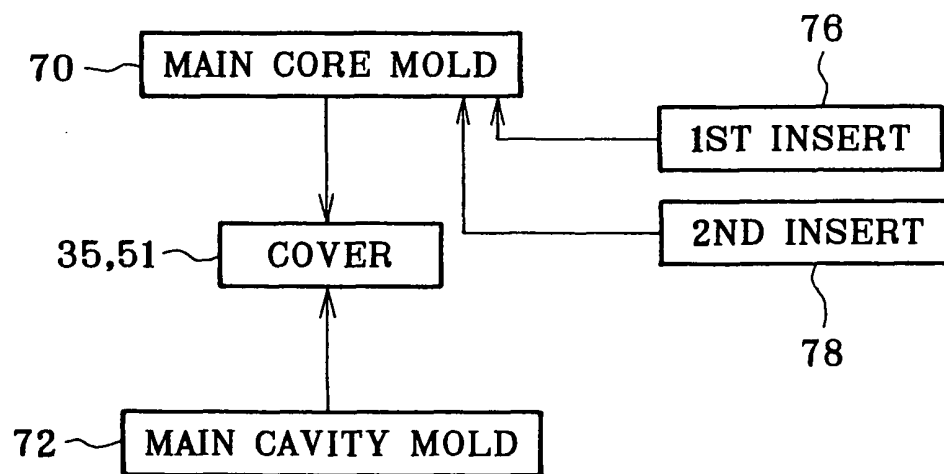 76
70
MAIN CORE MOLD
1ST INSERT
35,51
COVER
2ND INSERT
78
72
MAIN CAVITY MOLD